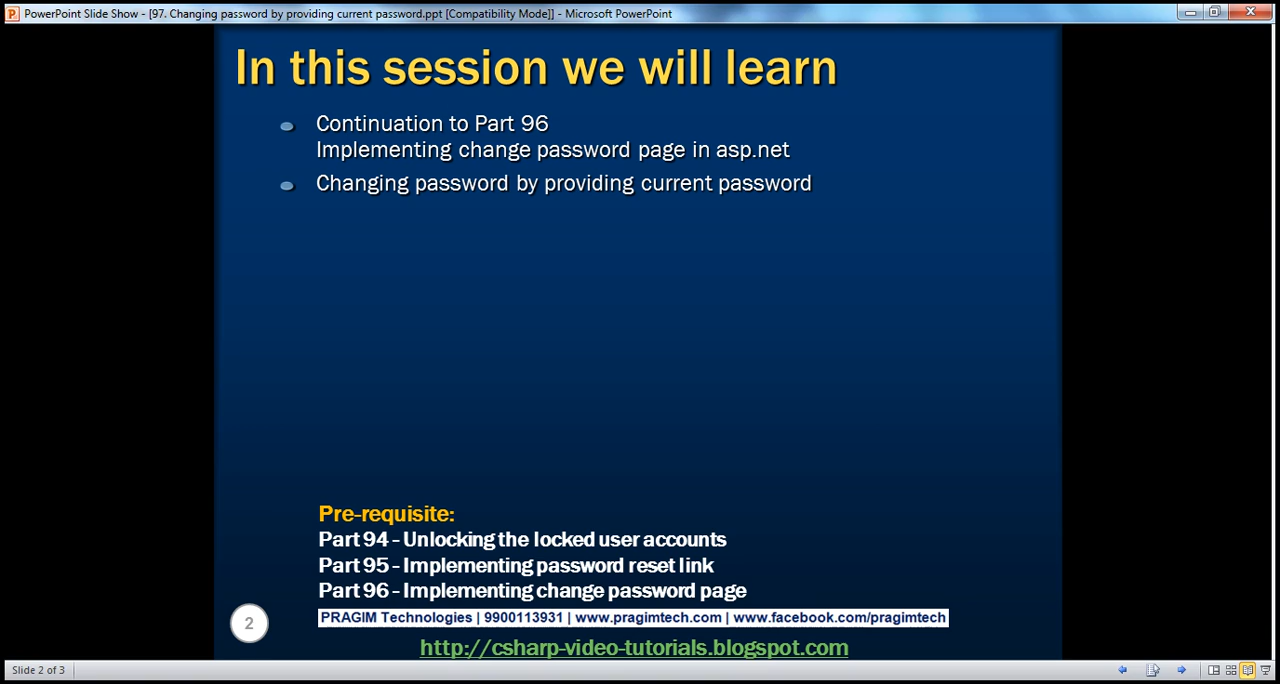 PowerPoint Slide Show - [97. Changing password by providing current password.ppt [Compatibility Mode]] - Microsoft PowerPoint
In this session we will learn
Continuation to Part 96
Implementing change password page in asp.net
Changing password by providing current password
Pre-requisite:
Part 94 - Unlocking the locked user accounts
Part 95 - Implementing password reset link
Part 96 - Implementing change password page
PRAGIM Technologies | 9900113931 | www.pragimtech.com | www.facebook.com/pragimtech
2
http://csharp-video-tutorials.blogspot.com
Slide 2 of 3